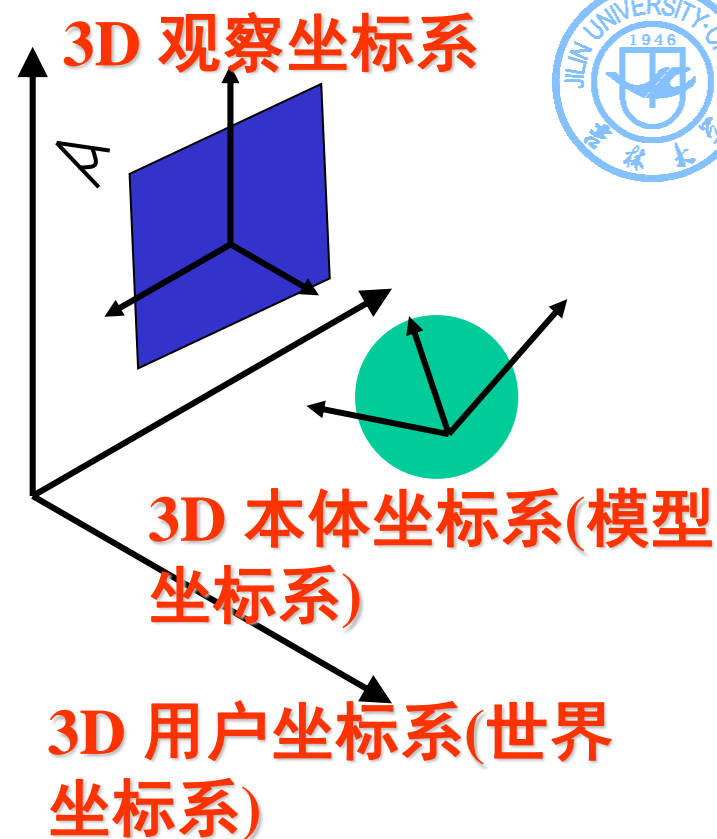 3D 观察坐标系
JILIN UNIVERSITY·C
1946
3D 本体坐标系(模型
坐标系)
3D 用户坐标系(世界
坐标系)